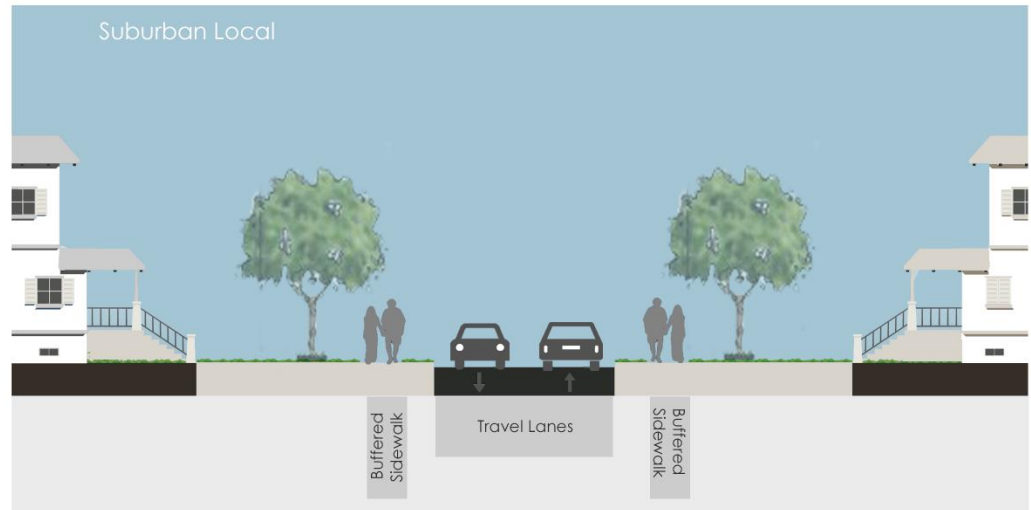 Suburban Local
Buffered
Sidewalk
Travel Lanes
Buffered
Sidewalk